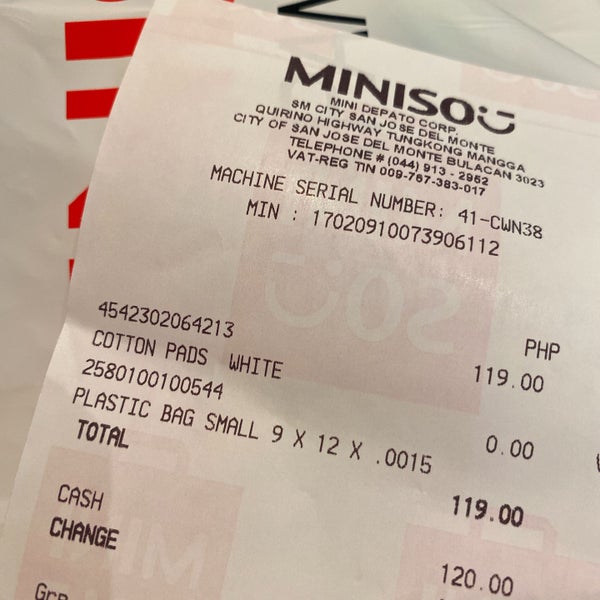 MINISO
MINI DEPATO CORP.
SM CITY SAN JOSE DEL MONTE
QUIRINO HIGHWAY TUNGKONG MANGGA
CITY OF SAN JOSE DEL MONTE BULACAN 3023
TELEPHONE # (044) 913 - 2952
VAT-REG TIN 009-767-383-017
MACHINE SERIAL NUMBER: 41-CWN38
MIN : 17020910073906112
PHP
4542302064213
COTTON PADS WHITE 119.00
2580100100544
PLASTIC BAG SMALL 9 X 12 X .0015 0.00
TOTAL 119.00
CASH 120.00
CHANGE